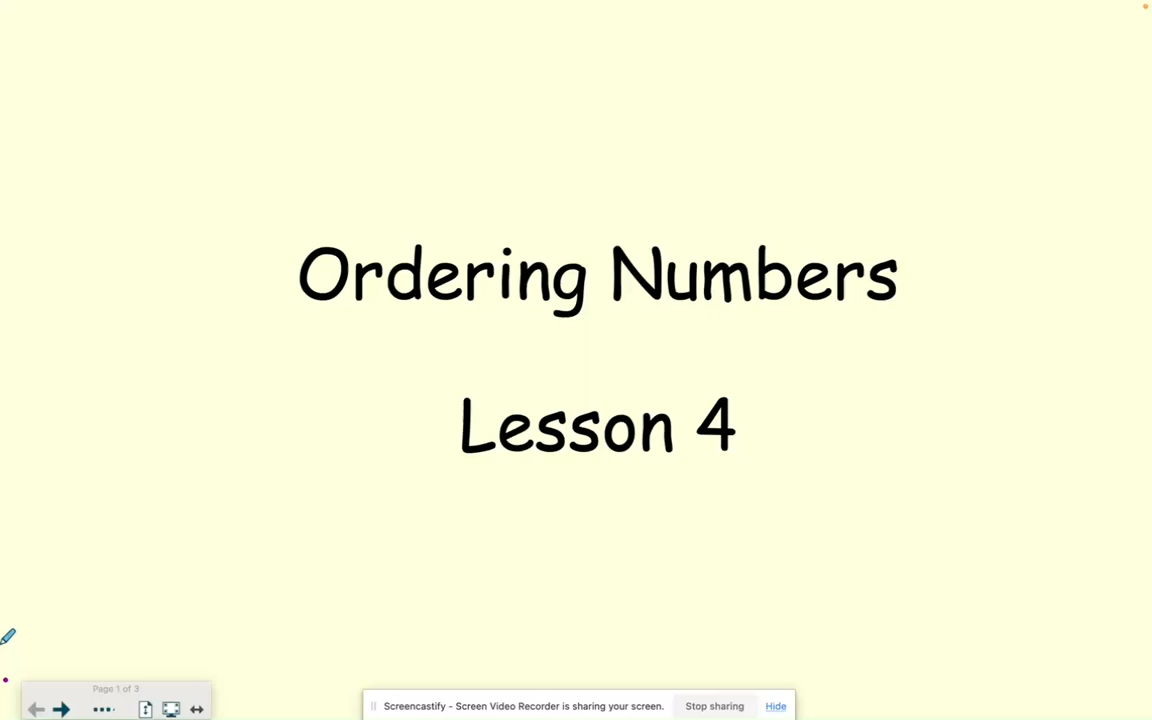 Ordering Numbers
Lesson 4
Page 1 of 3
Screencastify - Screen Video Recorder is sharing your screen.
Stop sharing
Hide